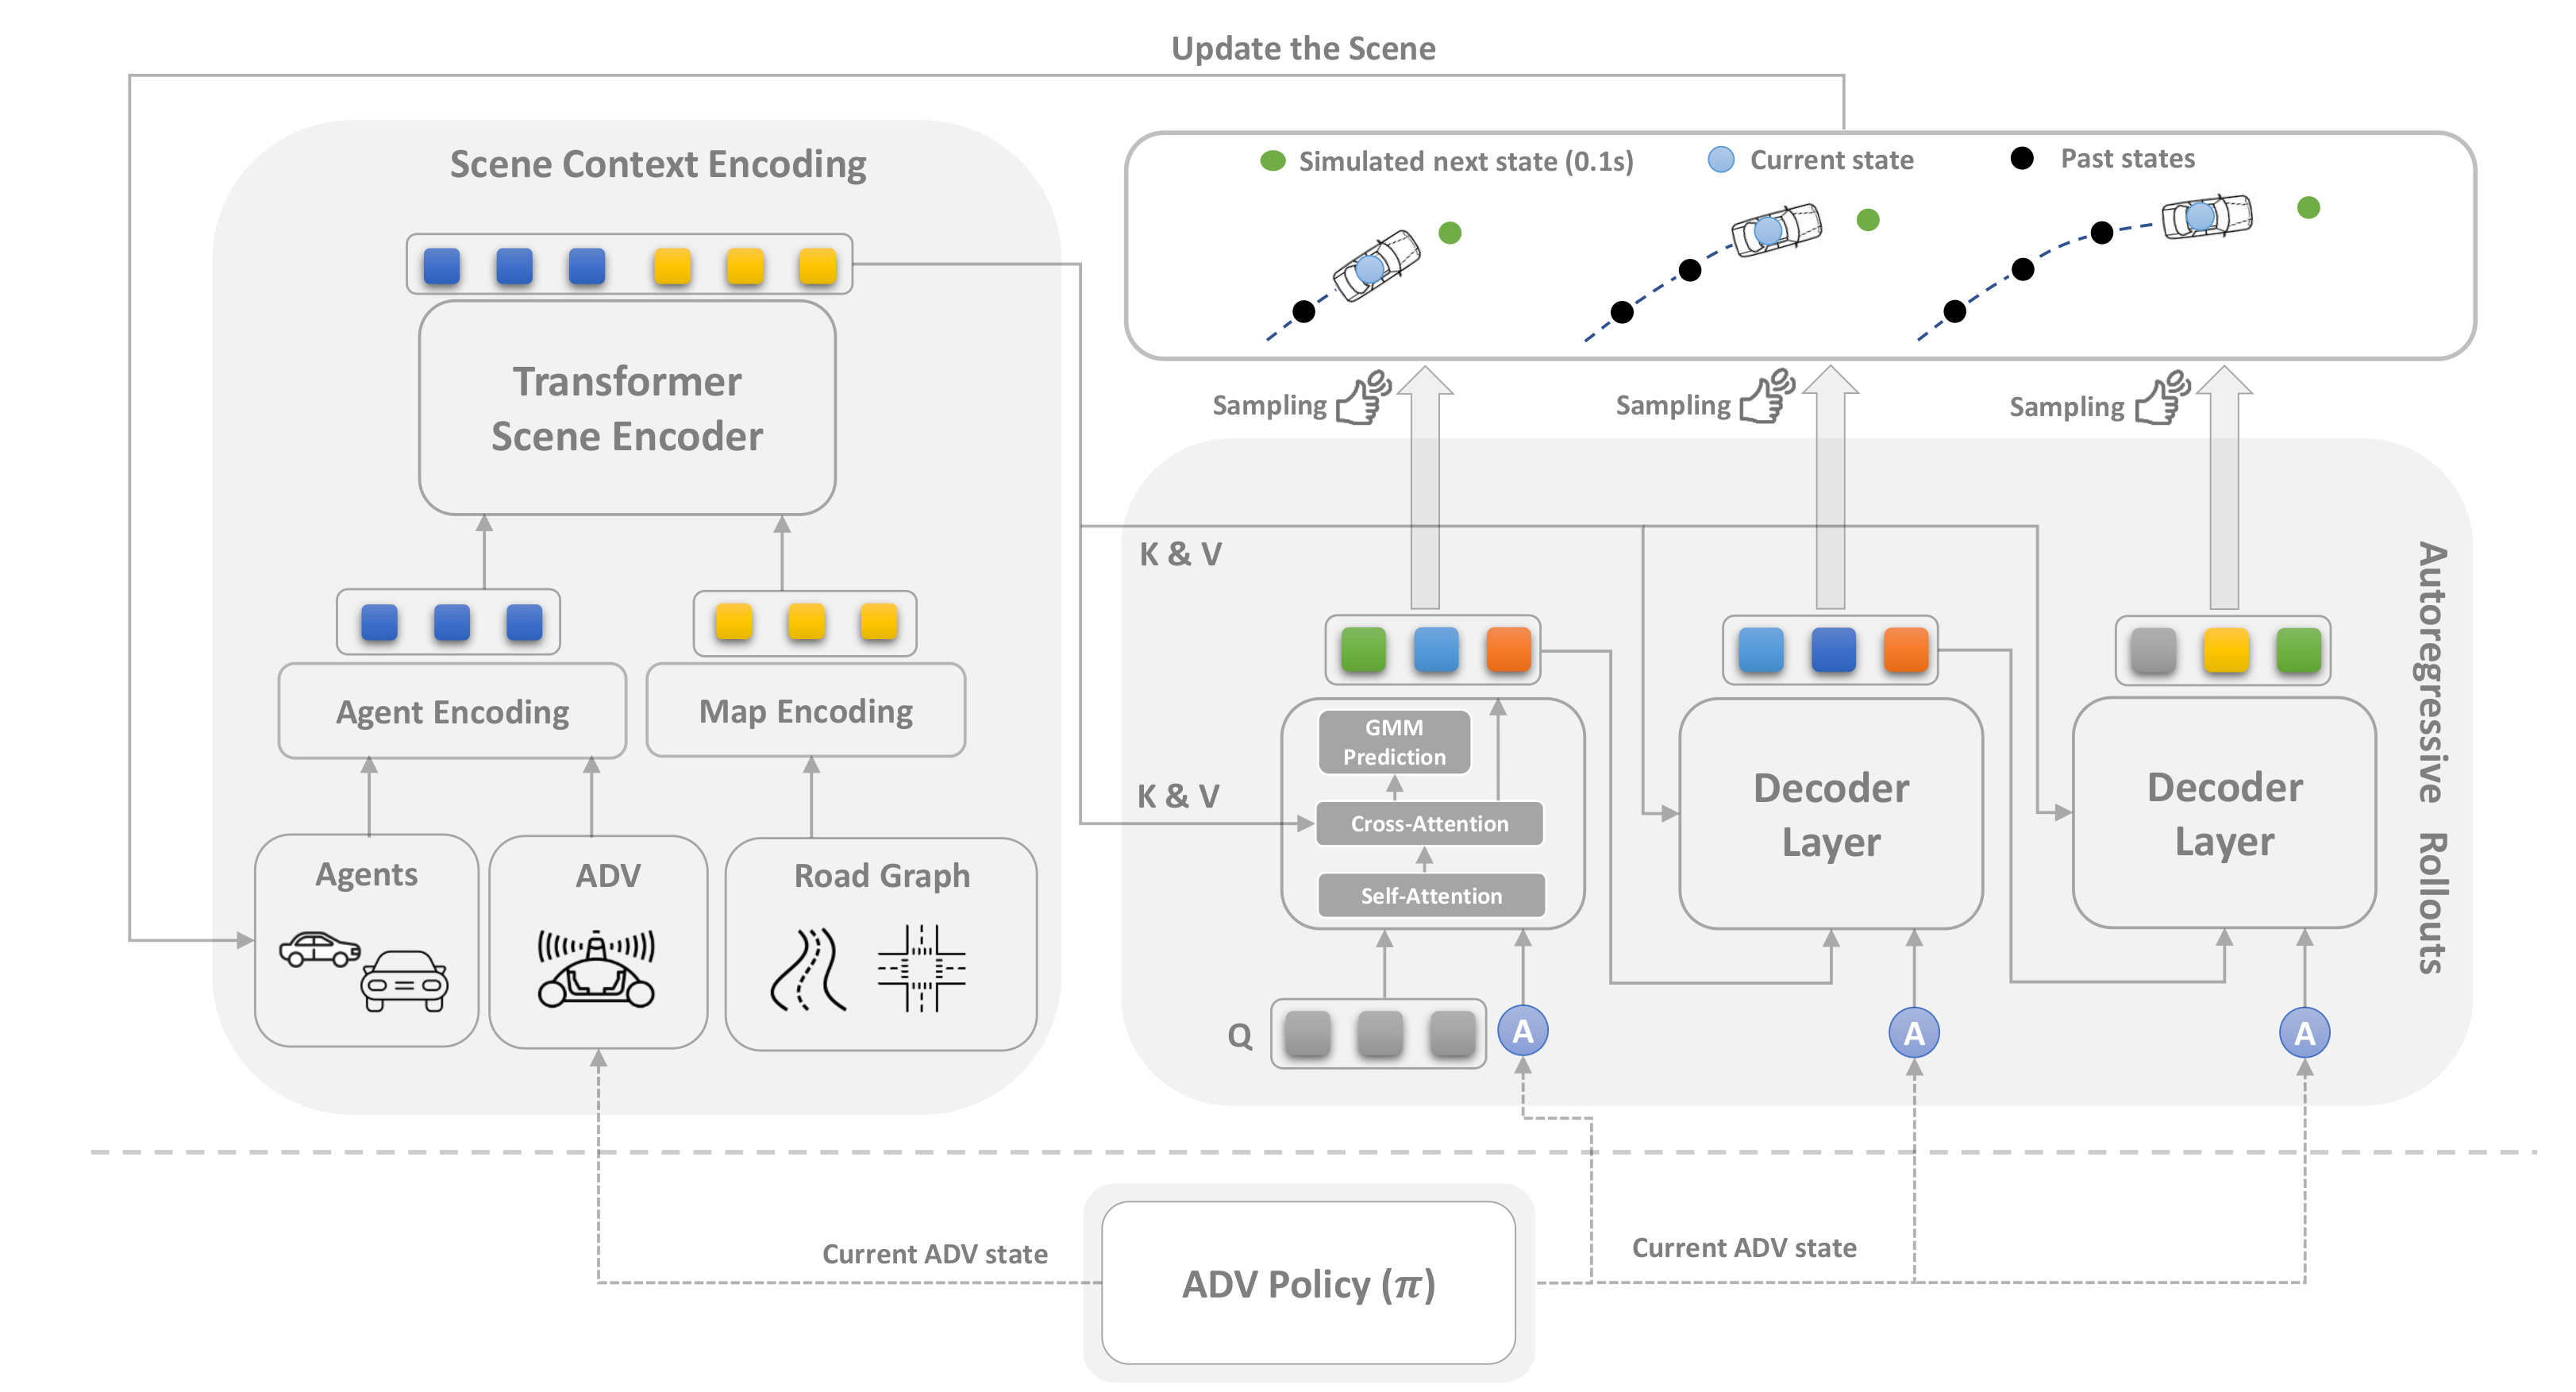 Update the Scene
Scene Context Encoding
Simulated next state (0.1s)
Current state
Past states
Transformer
Scene Encoder
Sampling
Sampling
Sampling
K & V
Agent Encoding
Map Encoding
GMM
Prediction
K & V
Cross-Attention
Self-Attention
Decoder
Layer
Decoder
Layer
Autoregressive Rollouts
Agents
ADV
Road Graph
Q
A
A
A
Current ADV state
Current ADV state
ADV Policy (π)